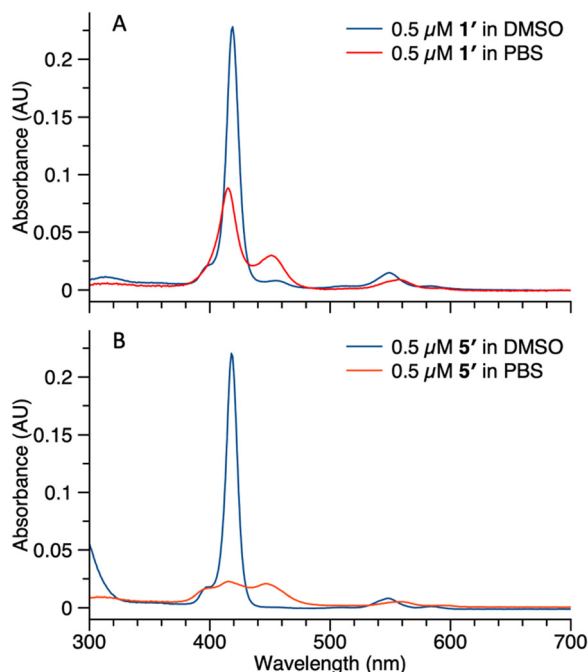 A
0.5 µM 1′ in DMSO
0.5 µM 1′ in PBS
Absorbance (AU)
0.2
0.15
0.1
0.05
0
B
0.5 µM 5′ in DMSO
0.5 µM 5′ in PBS
Absorbance (AU)
0.2
0.15
0.1
0.05
0
300 400 500 600 700
Wavelength (nm)